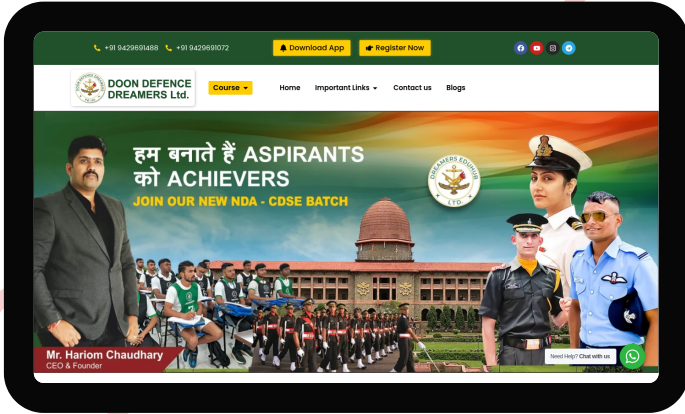 +91 9429691488 +91 9429691072
Download App
Register Now
DOON DEFENCE
DREAMERS Ltd.
Course
Home Important Links Contact us Blogs
हम बनाते हैं ASPIRANTS
को ACHIEVERS
JOIN OUR NEW NDA - CDSE BATCH
DREAMERS EDUHUB
LTD.
Mr. Hariom Chaudhary
CEO & Founder
Need Help? Chat with us